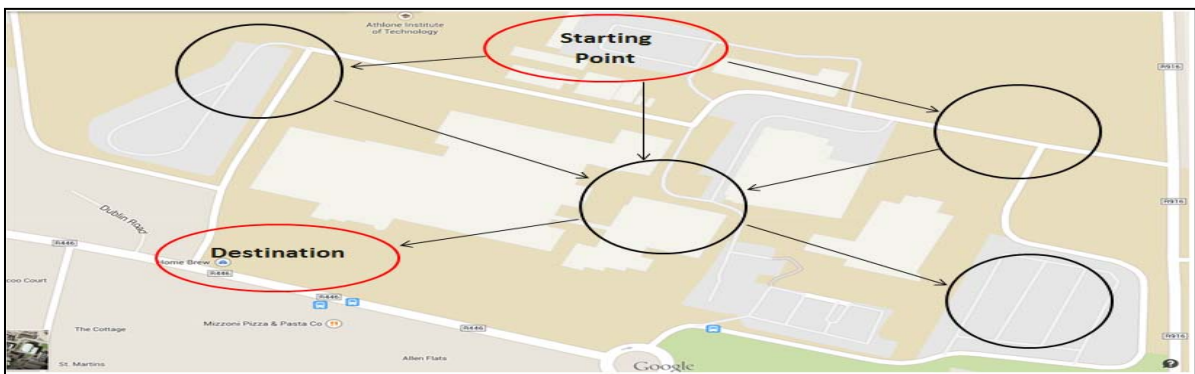 Athlone Institute
of Technology
Starting
Point
R916
Dublin Road
R916
R446
Destination
Home Brew
R446
coo Court
R446
The Cottage
Mizzoni Pizza & Pasta Co
R446
R916
St. Martins
Allen Flats
Google
?